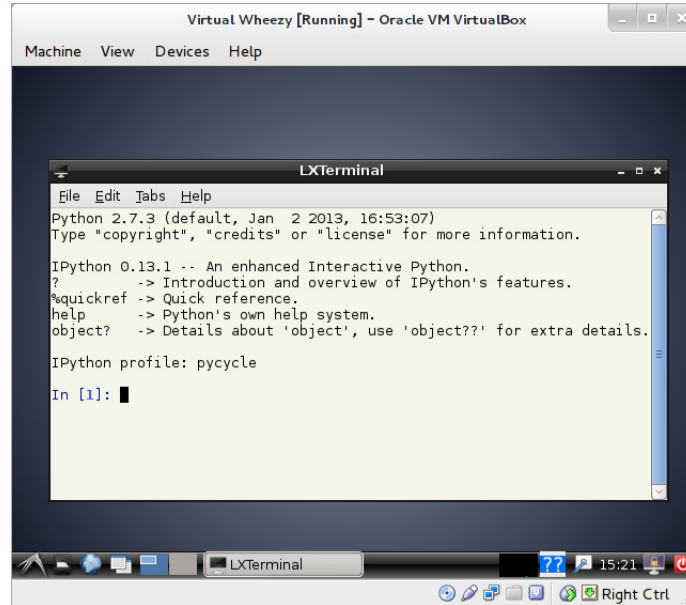 Virtual Wheezy [Running] - Oracle VM VirtualBox
Machine View Devices Help
LXTerminal
File Edit Tabs Help
Python 2.7.3 (default, Jan  2 2013, 16:53:07)
Type "copyright", "credits" or "license" for more information.
IPython 0.13.1 -- An enhanced Interactive Python.
?         -> Introduction and overview of IPython's features.
%quickref -> Quick reference.
help      -> Python's own help system.
object?   -> Details about 'object', use 'object??' for extra details.
IPython profile: pycycle
In [1]:
LXTerminal ?? 15:21
Right Ctrl